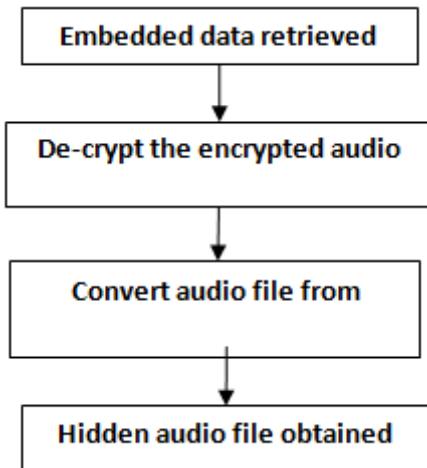 Embedded data retrieved
De-crypt the encrypted audio
Convert audio file from
Hidden audio file obtained